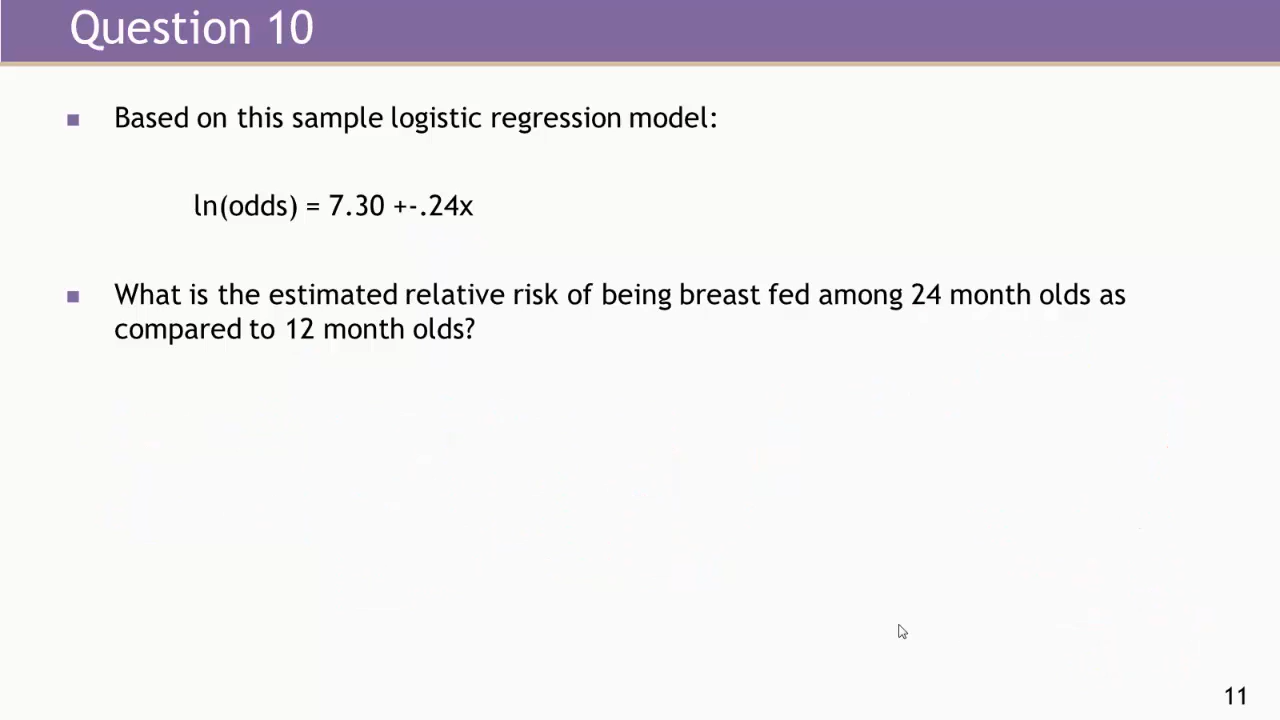 Question 10
Based on this sample logistic regression model:
ln(odds) = 7.30 +-.24x
What is the estimated relative risk of being breast fed among 24 month olds as
compared to 12 month olds?
11